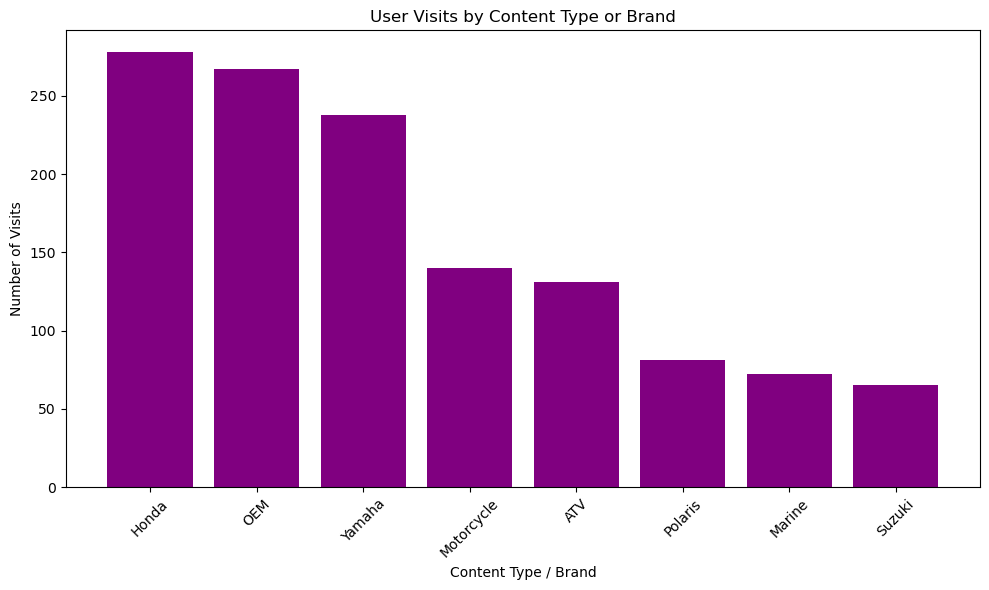 User Visits by Content Type or Brand
Number of Visits
250
200
150
100
50
0
Honda
OEM
Yamaha
Motorcycle
ATV
Polaris
Marine
Suzuki
Content Type / Brand